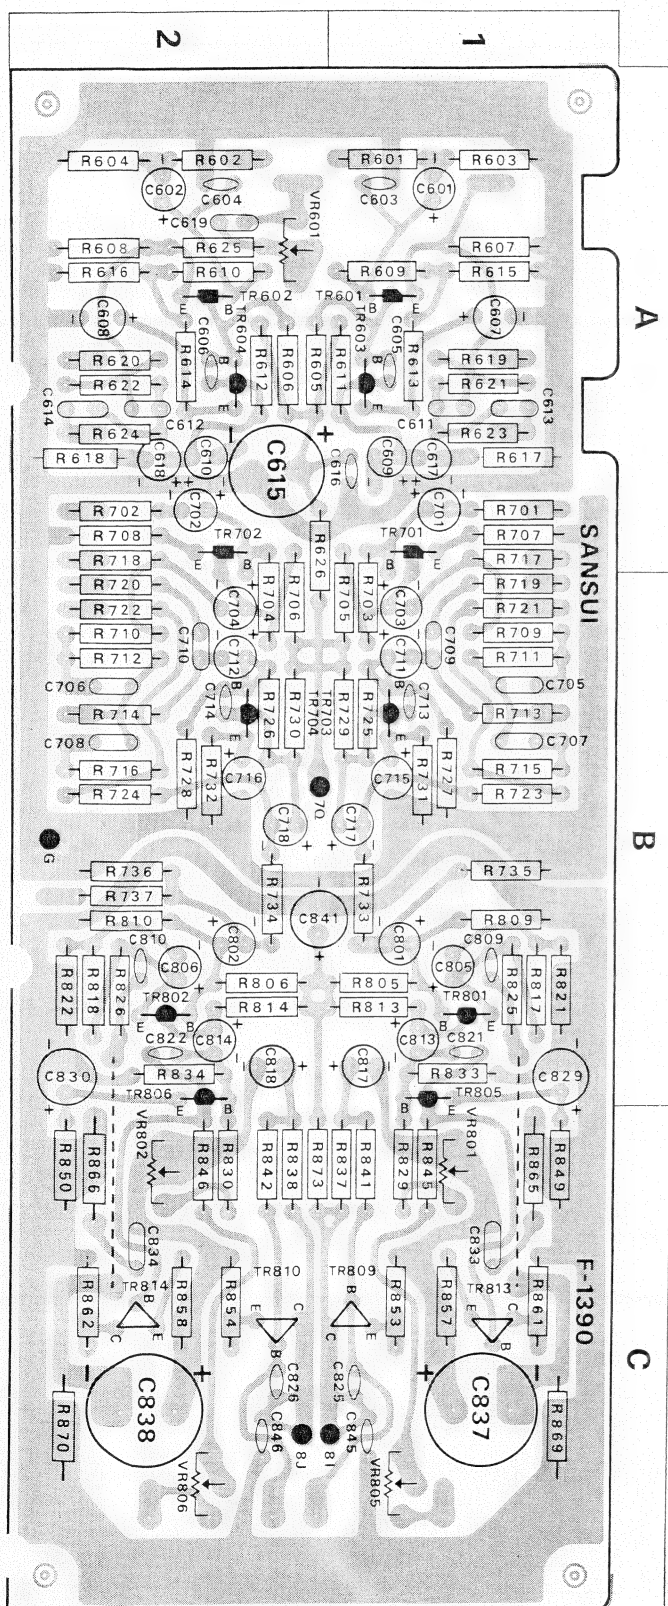 2 1
A
B
C
R604 R602 R601 R603
C602 C604 C603 C601
C619 VR601
R608 R625 R607
R616 R610 R609 R615
TR602 TR601
E B B E
C608 TR604 TR603 C607
C606 C605
R620 R614 B R612 R606 R605 R611 B R613 R619
R622 R621
C614 E E C613
C612 C611
R624 R623
R618 C618 C610 C615 C616 C609 C617 R617
R702 C702 C701 R701
R708 TR702 R626 TR701 R707
R718 E B B E R717
SANSUI
R720 R704 R706 R705 R703 R719
R722 C704 C703 R721
R710 C710 C709 R709
R712 C712 C711 R711
C706 C714 B B C713 C705
R714 R726 R730 TR704 TR703 R729 R725 R713
C708 E E C707
R716 R728 R732 C716 C715 R731 R727 R715
R724 7Q R723
C718 C717
G
R736 R734 R733 R735
R737
R810 C841 R809
C810 C802 C801 C809
C806 C805
R822 R818 R826 R806 R805 R825 R817 R821
TR802 R814 R813 TR801
E B B E
C822 C814 C813 C821
C830 R834 C818 C817 R833 C829
TR806 TR805
E B B E
VR802 VR801
R850 R866 R846 R830 R842 R838 R873 R837 R841 R829 R845 R865 R849
C834 C833
F-1390
TR814 TR810 TR809 TR813
R862 B R858 R854 E C B R853 R857 C R861
C E B C E E B
C838 C826 C825 C837
R870 C846 8J 8I C845 R869
VR806 VR805